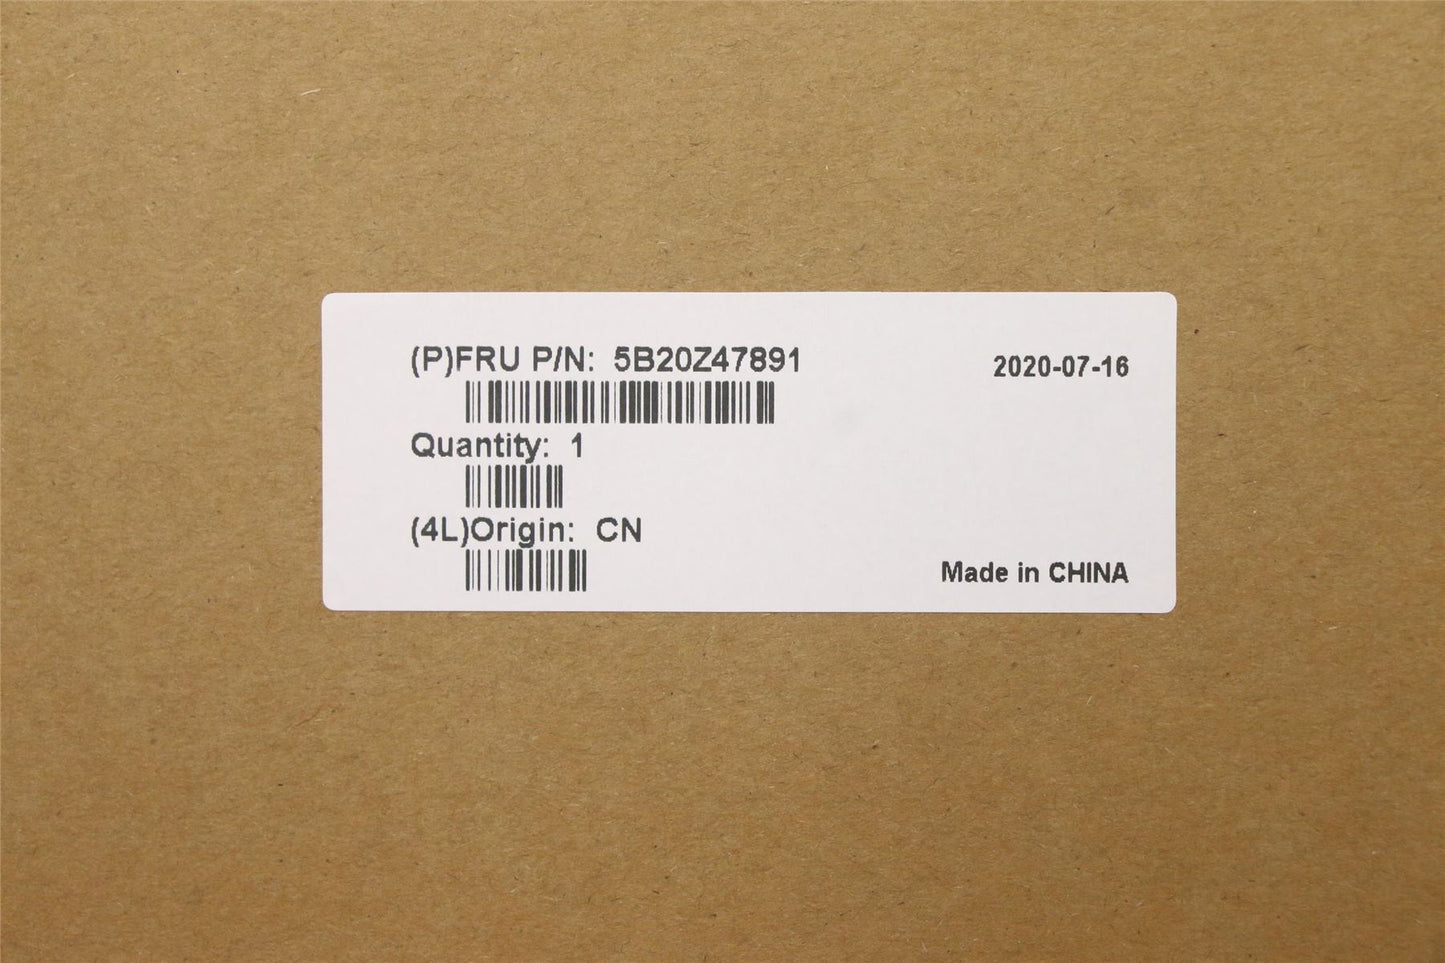 (P)FRU P/N: 5B20Z47891
2020-07-16
Quantity: 1
(4L)Origin: CN
Made in CHINA